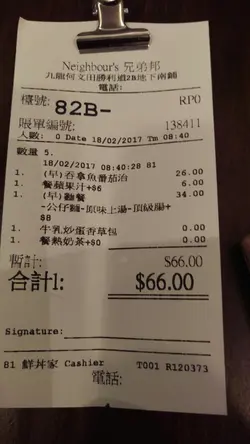 Neighbour's 兄弟邦
九龍何文田勝利道2B地下南鋪
電話:
檯號: 82B- RP0
賬單編號: 138411
人數: 0 Date 18/02/2017 Tm 08:40
數量 5.
18/02/2017 08:40:28 81
1. (早)吞拿魚番茄治 26.00
1. 餐蘋果汁+$6 6.00
1. (早)麵餐 34.00
-公仔麵-原味上湯-頂級腸+
$8
1. 牛乳炒蛋香草包 0.00
1. 餐熱奶茶+$0 0.00
暫計: $66.00
合計1: $66.00
Signature:
81 鮮丼家 Cashier T001 R120373
電話: